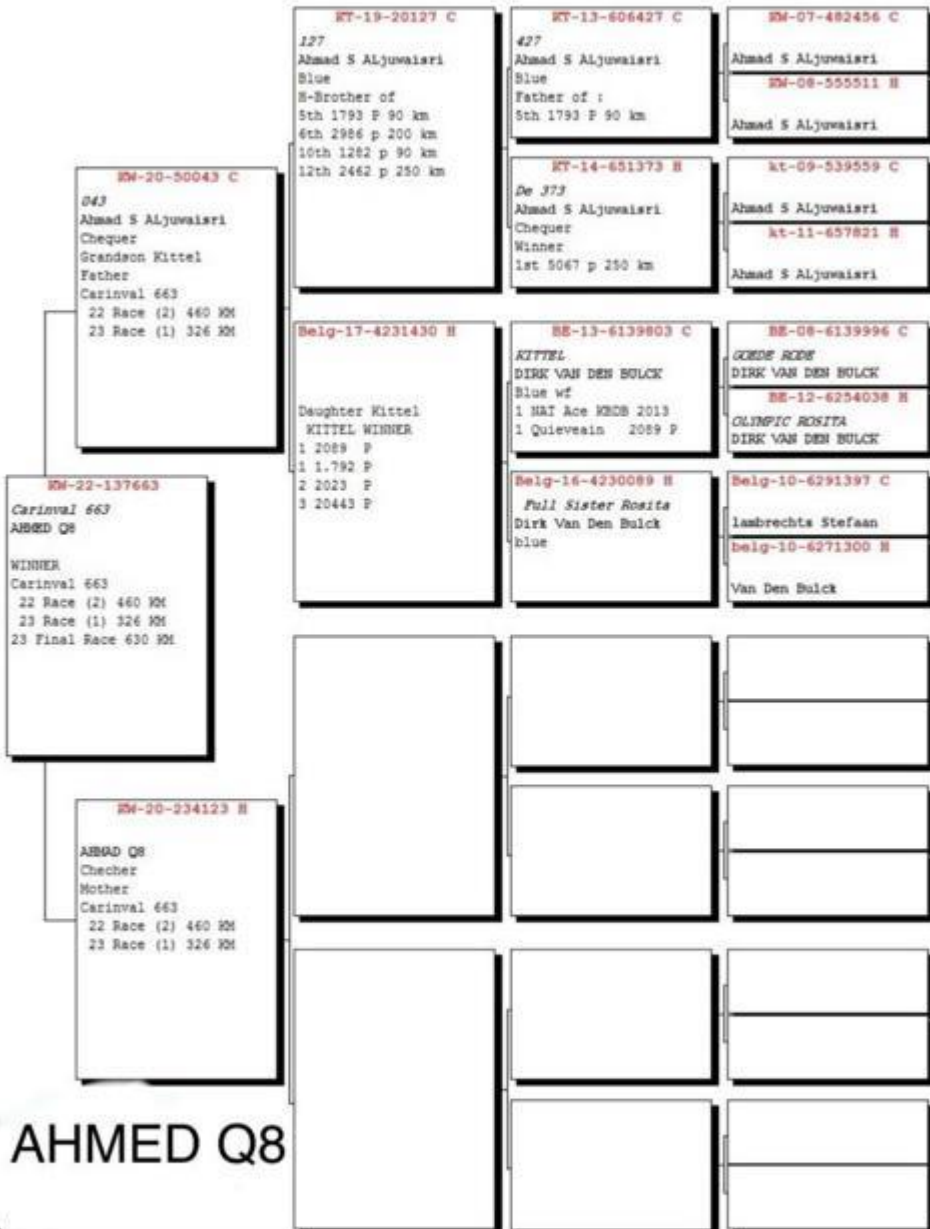 KT-19-20127 C
127
Ahmad S ALjuwaisri
Blue
H-Brother of
5th 1793 P 90 km
6th 2986 p 200 km
10th 1282 p 90 km
12th 2462 p 250 km
KT-13-606427 C
427
Ahmad S ALjuwaisri
Blue
Father of :
5th 1793 P 90 km
KW-07-482456 C
Ahmad S ALjuwaisri
KW-08-555511 H
Ahmad S ALjuwaisri
KW-20-50043 C
043
Ahmad S ALjuwaisri
Chequer
Grandson Kittel
Father
Carinval 663
22 Race (2) 460 KM
23 Race (1) 326 KM
KT-14-651373 H
De 373
Ahmad S ALjuwaisri
Chequer
Winner
1st 5067 p 250 km
kt-09-539559 C
Ahmad S ALjuwaisri
kt-11-657821 H
Ahmad S ALjuwaisri
Belg-17-4231430 H
Daughter Kittel
KITTEL WINNER
1 2089 P
1 1.792 P
2 2023 P
3 20443 P
BE-13-6139803 C
KITTEL
DIRK VAN DEN BULCK
Blue wf
1 NAT Ace KBDB 2013
1 Quieveain 2089 P
BE-08-6139996 C
GOEDE RODE
DIRK VAN DEN BULCK
BE-12-6254038 H
OLYMPIC ROSITA
DIRK VAN DEN BULCK
KW-22-137663
Carinval 663
AHMED Q8
WINNER
Carinval 663
22 Race (2) 460 KM
23 Race (1) 326 KM
23 Final Race 630 KM
Belg-16-4230089 H
Full Sister Rosita
Dirk Van Den Bulck
blue
Belg-10-6291397 C
lambrechts Stefaan
belg-10-6271300 H
Van Den Bulck
KW-20-234123 H
AHMAD Q8
Checher
Mother
Carinval 663
22 Race (2) 460 KM
23 Race (1) 326 KM
AHMED Q8